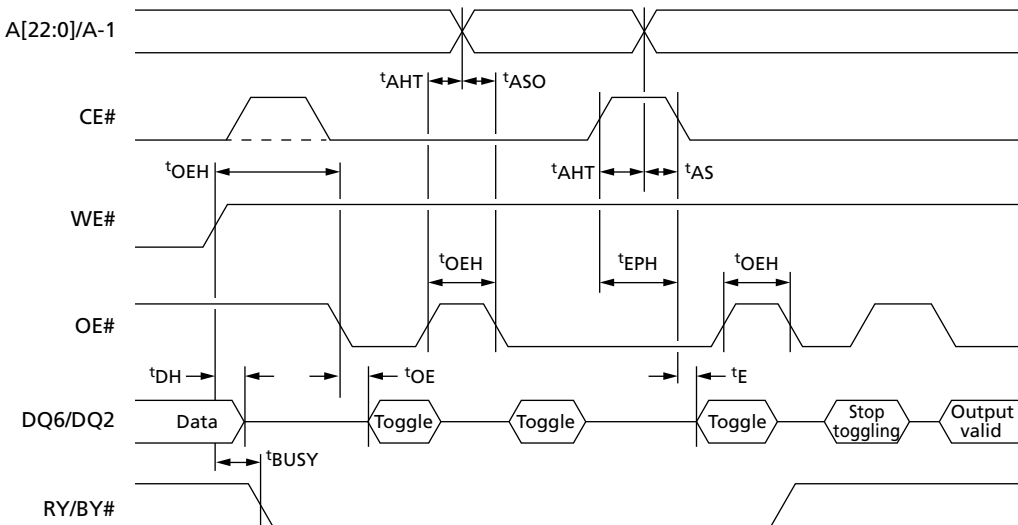 A[22:0]/A-1
tAHT tASO
CE#
tOEH tAHT tAS
WE#
tOEH tEPH tOEH
OE#
tDH tOE tE
DQ6/DQ2 Data Toggle Toggle Toggle Stop toggling Output valid
tBUSY
RY/BY#